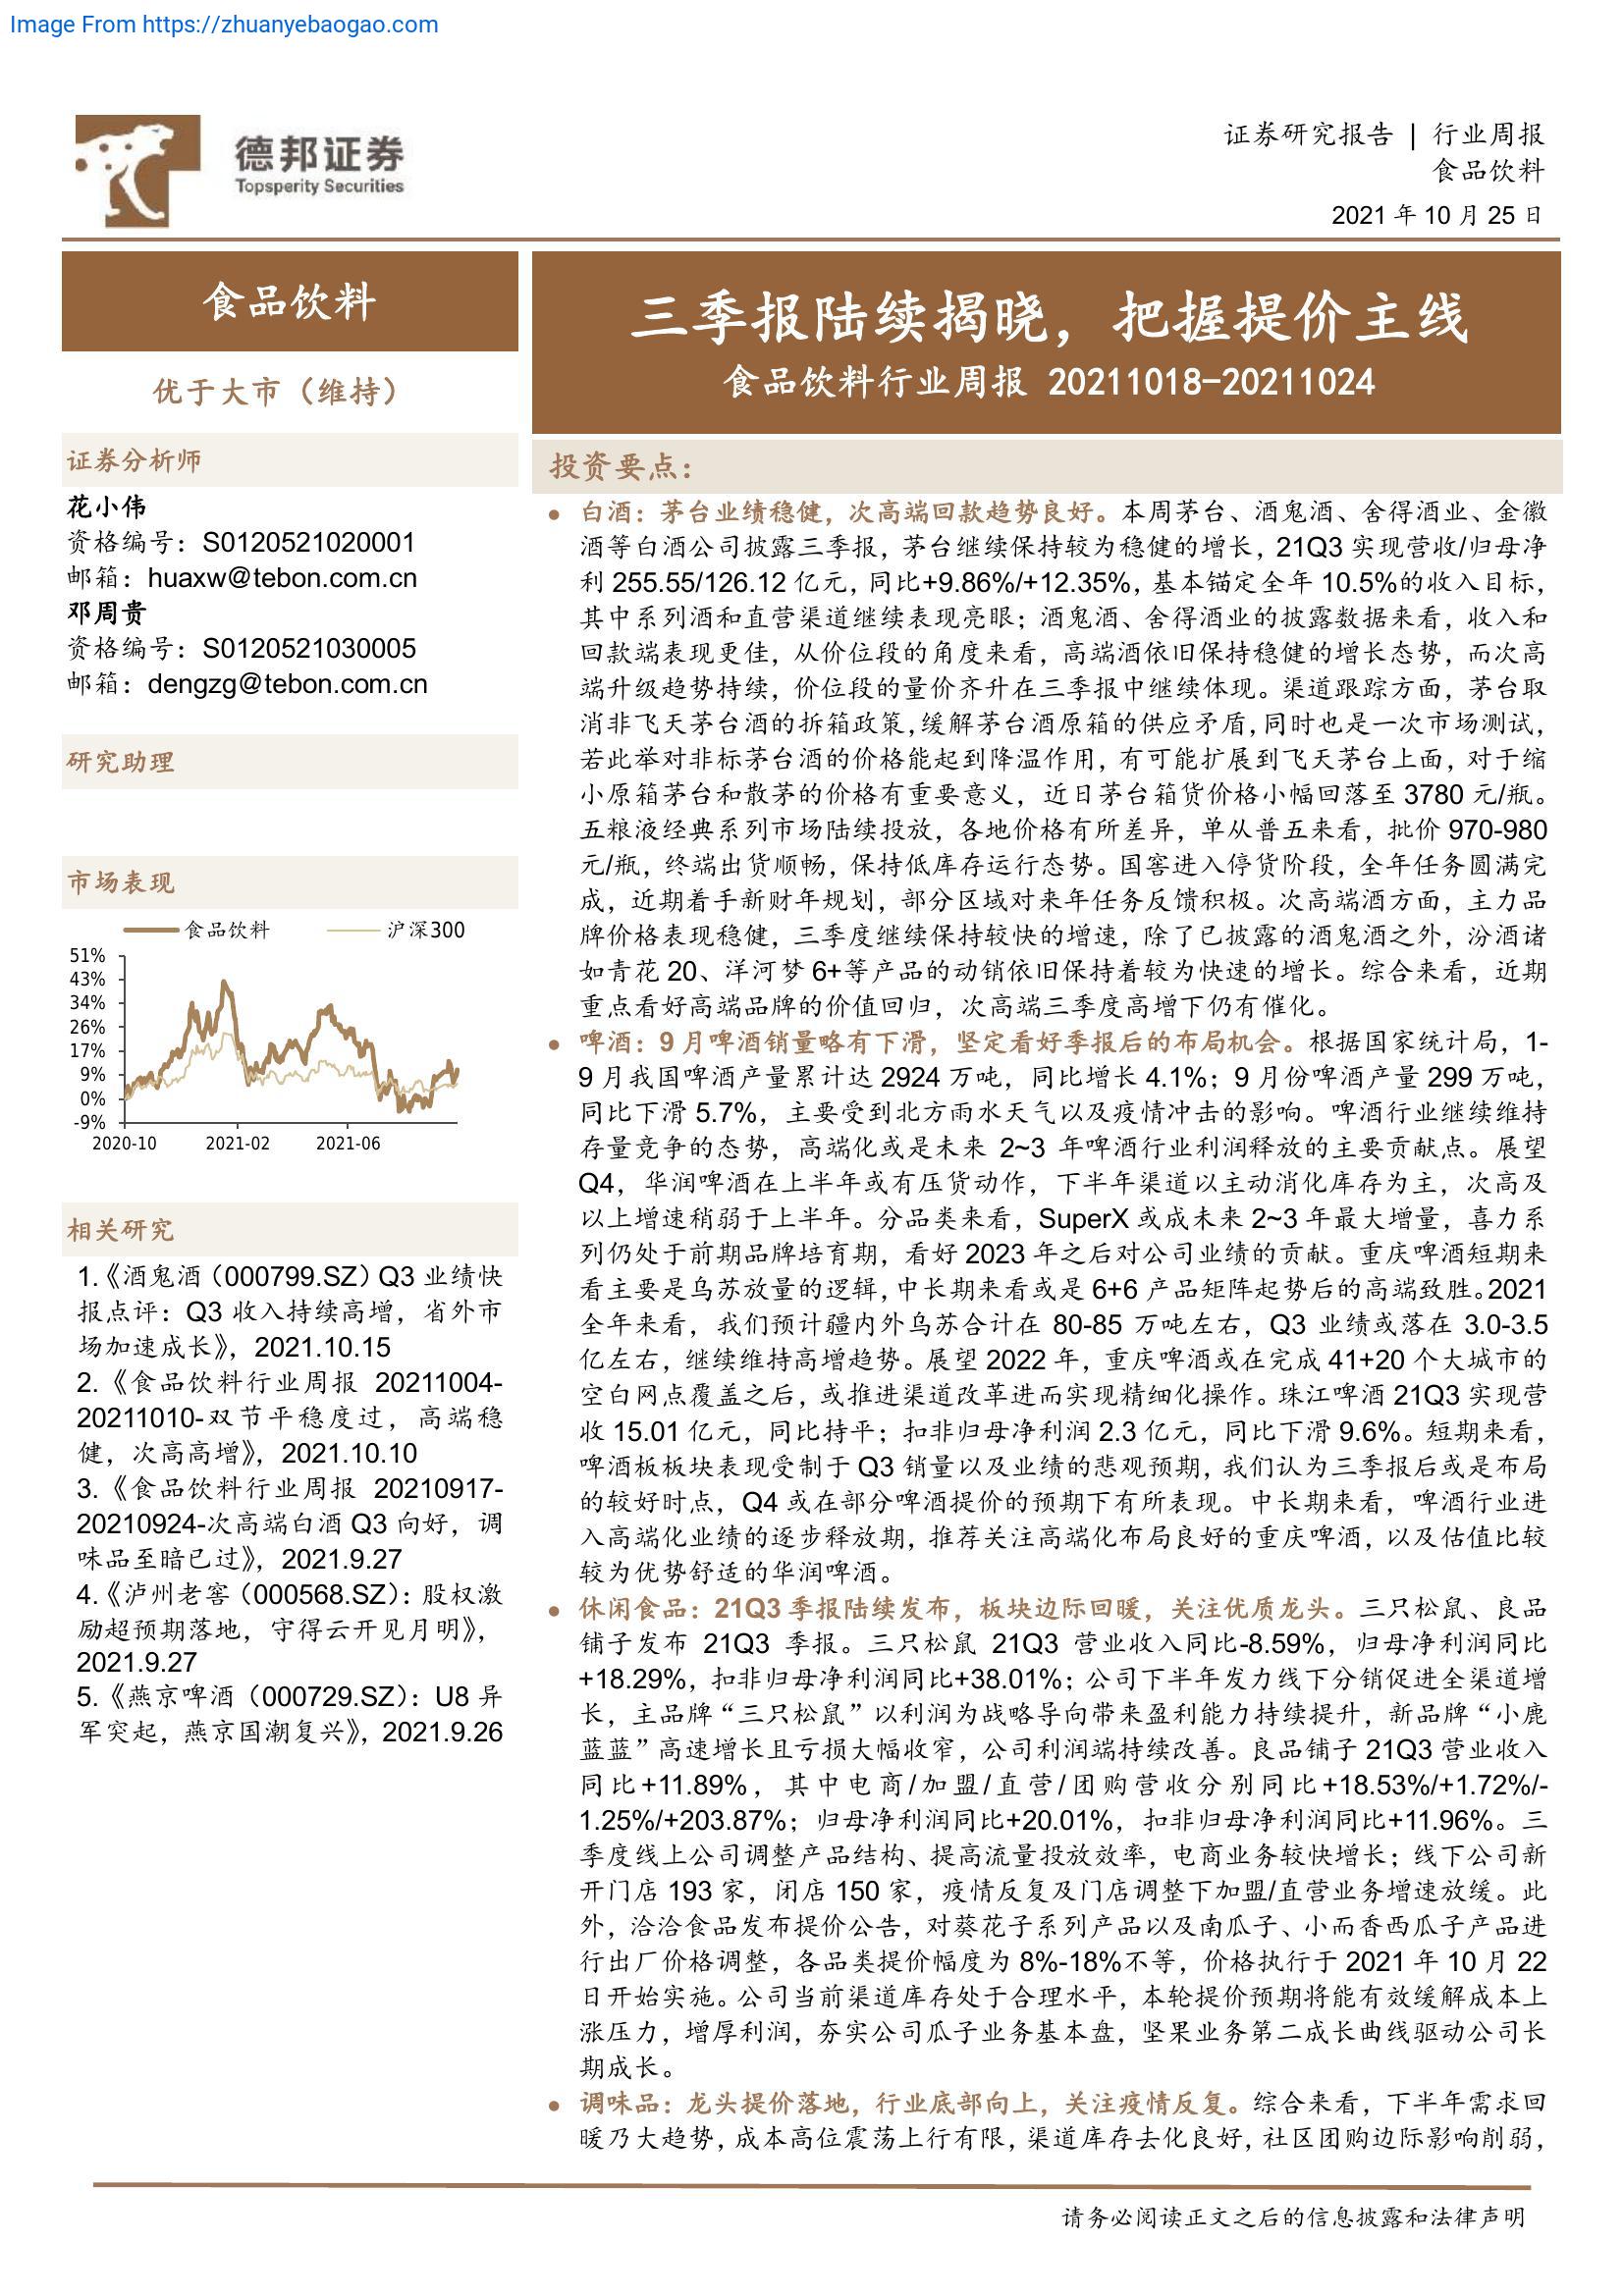 Image From https://zhuanyebaogao.com
德邦证券
Topsperity Securities
证券研究报告 | 行业周报
食品饮料
2021 年 10 月 25 日
食品饮料
优于大市（维持）
证券分析师
花小伟
资格编号：S0120521020001
邮箱：huaxw@tebon.com.cn
邓周贵
资格编号：S0120521030005
邮箱：dengzg@tebon.com.cn
研究助理
市场表现
食品饮料 沪深300
51%
43%
34%
26%
17%
9%
0%
-9%
2020-10 2021-02 2021-06
相关研究
1.《酒鬼酒（000799.SZ）Q3 业绩快
报点评：Q3 收入持续高增，省外市
场加速成长》，2021.10.15
2.《食品饮料行业周报 20211004-
20211010-双节平稳度过，高端稳
健，次高高增》，2021.10.10
3.《食品饮料行业周报 20210917-
20210924-次高端白酒 Q3 向好，调
味品至暗已过》，2021.9.27
4.《泸州老窖（000568.SZ）：股权激
励超预期落地，守得云开见月明》，
2021.9.27
5.《燕京啤酒（000729.SZ）：U8 异
军突起，燕京国潮复兴》，2021.9.26
三季报陆续揭晓，把握提价主线
食品饮料行业周报 20211018-20211024
投资要点：
● 白酒：茅台业绩稳健，次高端回款趋势良好。本周茅台、酒鬼酒、舍得酒业、金徽
酒等白酒公司披露三季报，茅台继续保持较为稳健的增长，21Q3 实现营收/归母净
利 255.55/126.12 亿元，同比+9.86%/+12.35%，基本锚定全年 10.5%的收入目标，
其中系列酒和直营渠道继续表现亮眼；酒鬼酒、舍得酒业的披露数据来看，收入和
回款端表现更佳，从价位段的角度来看，高端酒依旧保持稳健的增长态势，而次高
端升级趋势持续，价位段的量价齐升在三季报中继续体现。渠道跟踪方面，茅台取
消非飞天茅台酒的拆箱政策，缓解茅台酒原箱的供应矛盾，同时也是一次市场测试，
若此举对非标茅台酒的价格能起到降温作用，有可能扩展到飞天茅台上面，对于缩
小原箱茅台和散茅的价格有重要意义，近日茅台箱货价格小幅回落至 3780 元/瓶。
五粮液经典系列市场陆续投放，各地价格有所差异，单从普五来看，批价 970-980
元/瓶，终端出货顺畅，保持低库存运行态势。国窖进入停货阶段，全年任务圆满完
成，近期着手新财年规划，部分区域对来年任务反馈积极。次高端酒方面，主力品
牌价格表现稳健，三季度继续保持较快的增速，除了已披露的酒鬼酒之外，汾酒诸
如青花 20、洋河梦 6+等产品的动销依旧保持着较为快速的增长。综合来看，近期
重点看好高端品牌的价值回归，次高端三季度高增下仍有催化。
● 啤酒：9 月啤酒销量略有下滑，坚定看好季报后的布局机会。根据国家统计局，1-
9 月我国啤酒产量累计达 2924 万吨，同比增长 4.1%；9 月份啤酒产量 299 万吨，
同比下滑 5.7%，主要受到北方雨水天气以及疫情冲击的影响。啤酒行业继续维持
存量竞争的态势，高端化或是未来 2~3 年啤酒行业利润释放的主要贡献点。展望
Q4，华润啤酒在上半年或有压货动作，下半年渠道以主动消化库存为主，次高及
以上增速稍弱于上半年。分品类来看，SuperX 或成未来 2~3 年最大增量，喜力系
列仍处于前期品牌培育期，看好 2023 年之后对公司业绩的贡献。重庆啤酒短期来
看主要是乌苏放量的逻辑，中长期来看或是 6+6 产品矩阵起势后的高端致胜。2021
全年来看，我们预计疆内外乌苏合计在 80-85 万吨左右，Q3 业绩或落在 3.0-3.5
亿左右，继续维持高增趋势。展望 2022 年，重庆啤酒或在完成 41+20 个大城市的
空白网点覆盖之后，或推进渠道改革进而实现精细化操作。珠江啤酒 21Q3 实现营
收 15.01 亿元，同比持平；扣非归母净利润 2.3 亿元，同比下滑 9.6%。短期来看，
啤酒板板块表现受制于 Q3 销量以及业绩的悲观预期，我们认为三季报后或是布局
的较好时点，Q4 或在部分啤酒提价的预期下有所表现。中长期来看，啤酒行业进
入高端化业绩的逐步释放期，推荐关注高端化布局良好的重庆啤酒，以及估值比较
较为优势舒适的华润啤酒。
● 休闲食品：21Q3 季报陆续发布，板块边际回暖，关注优质龙头。三只松鼠、良品
铺子发布 21Q3 季报。三只松鼠 21Q3 营业收入同比-8.59%，归母净利润同比
+18.29%，扣非归母净利润同比+38.01%；公司下半年发力线下分销促进全渠道增
长，主品牌“三只松鼠”以利润为战略导向带来盈利能力持续提升，新品牌“小鹿
蓝蓝”高速增长且亏损大幅收窄，公司利润端持续改善。良品铺子 21Q3 营业收入
同比+11.89%，其中电商/加盟/直营/团购营收分别同比+18.53%/+1.72%/-
1.25%/+203.87%；归母净利润同比+20.01%，扣非归母净利润同比+11.96%。三
季度线上公司调整产品结构、提高流量投放效率，电商业务较快增长；线下公司新
开门店 193 家，闭店 150 家，疫情反复及门店调整下加盟/直营业务增速放缓。此
外，洽洽食品发布提价公告，对葵花子系列产品以及南瓜子、小而香西瓜子产品进
行出厂价格调整，各品类提价幅度为 8%-18%不等，价格执行于 2021 年 10 月 22
日开始实施。公司当前渠道库存处于合理水平，本轮提价预期将能有效缓解成本上
涨压力，增厚利润，夯实公司瓜子业务基本盘，坚果业务第二成长曲线驱动公司长
期成长。
● 调味品：龙头提价落地，行业底部向上，关注疫情反复。综合来看，下半年需求回
暖乃大趋势，成本高位震荡上行有限，渠道库存去化良好，社区团购边际影响削弱，
请务必阅读正文之后的信息披露和法律声明